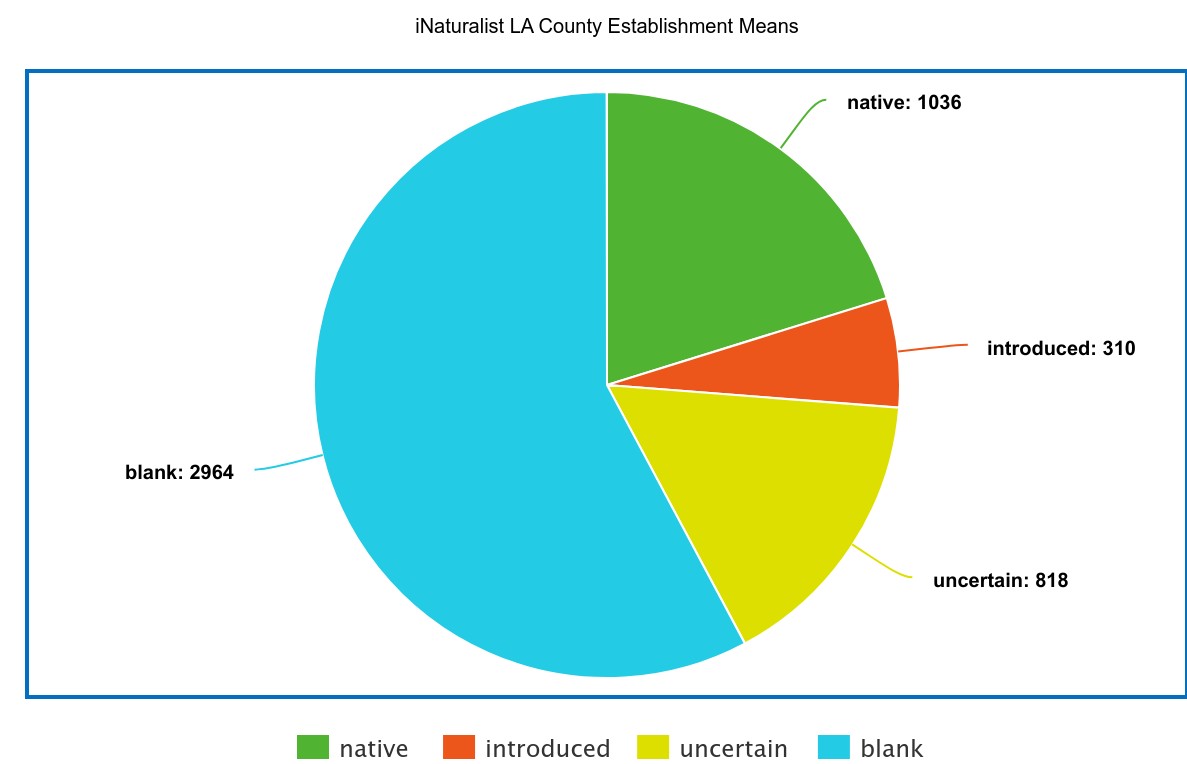 iNaturalist LA County Establishment Means
native: 1036
introduced: 310
blank: 2964
uncertain: 818
native introduced uncertain blank